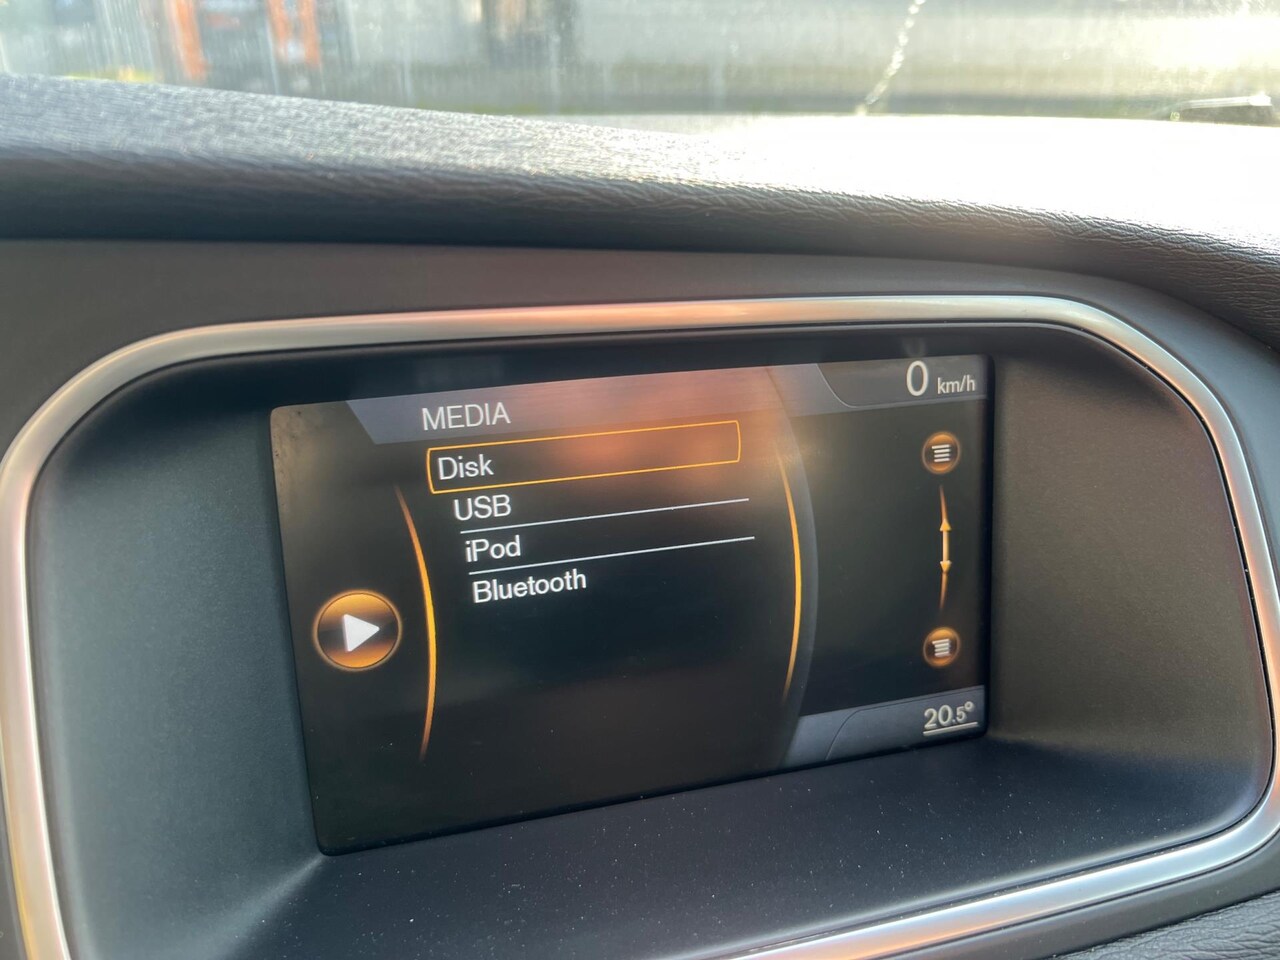 0 km/h
MEDIA
Disk
USB
iPod
Bluetooth
20.5°